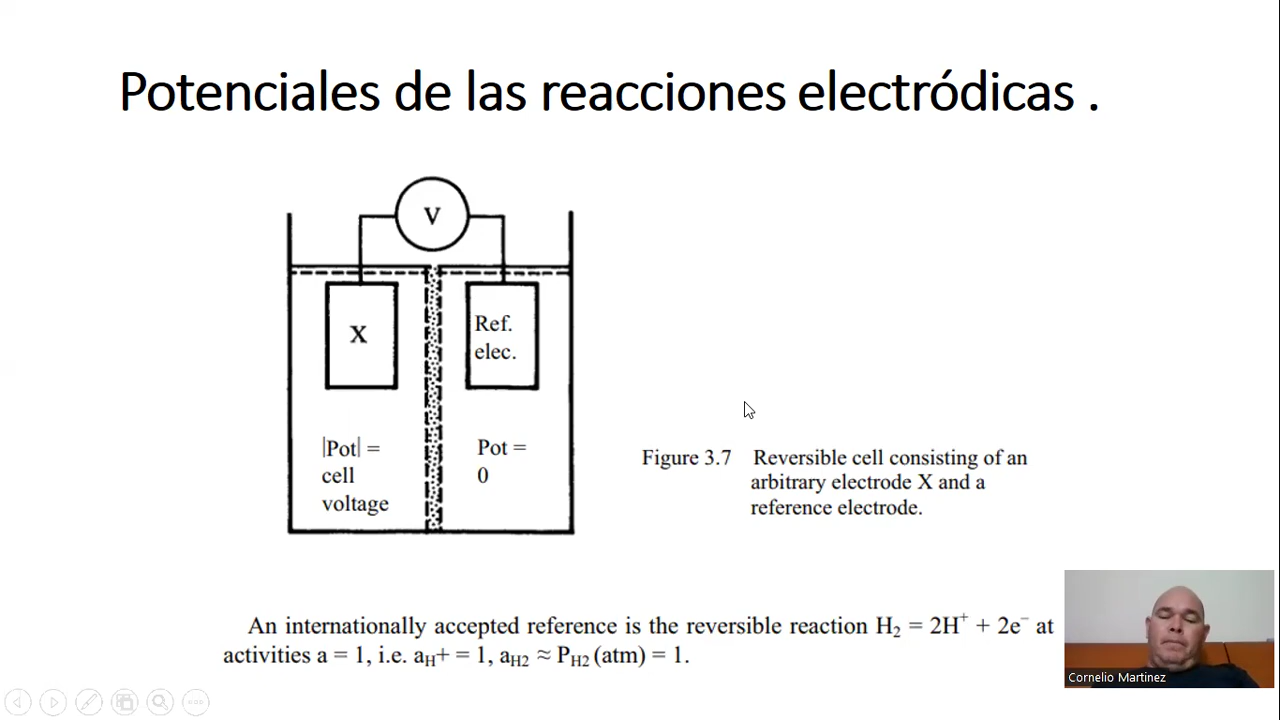 Potenciales de las reacciones electródicas .
V
X
Ref.
elec.
|Pot| =
cell
voltage
Pot =
0
Figure 3.7 Reversible cell consisting of an
arbitrary electrode X and a
reference electrode.
An internationally accepted reference is the reversible reaction H₂ = 2H⁺ + 2e⁻ at
activities a = 1, i.e. aH+ = 1, aH2 ≈ PH2 (atm) = 1.
Cornelio Martinez